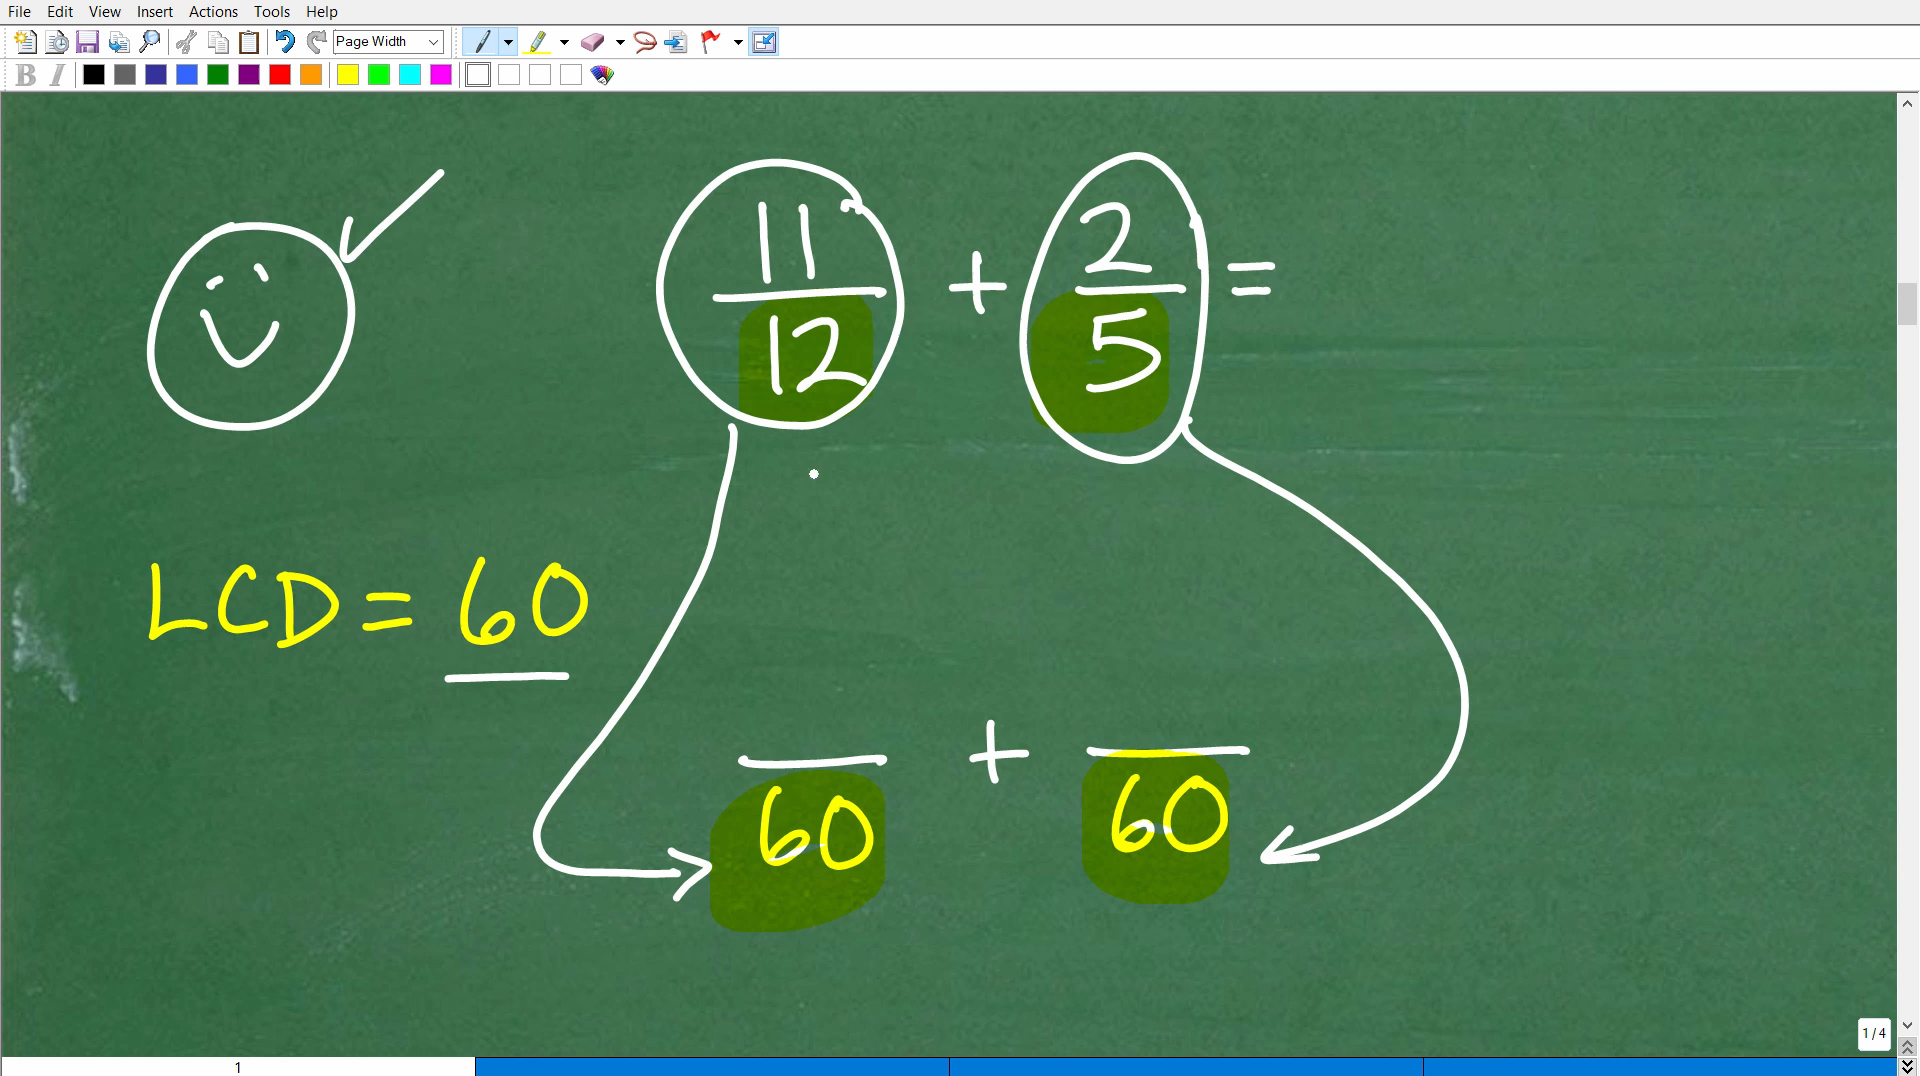 File Edit View Insert Actions Tools Help
Page Width
B I
11/12 + 2/5 =
LCD = 60
/60 + /60
1 / 4
1